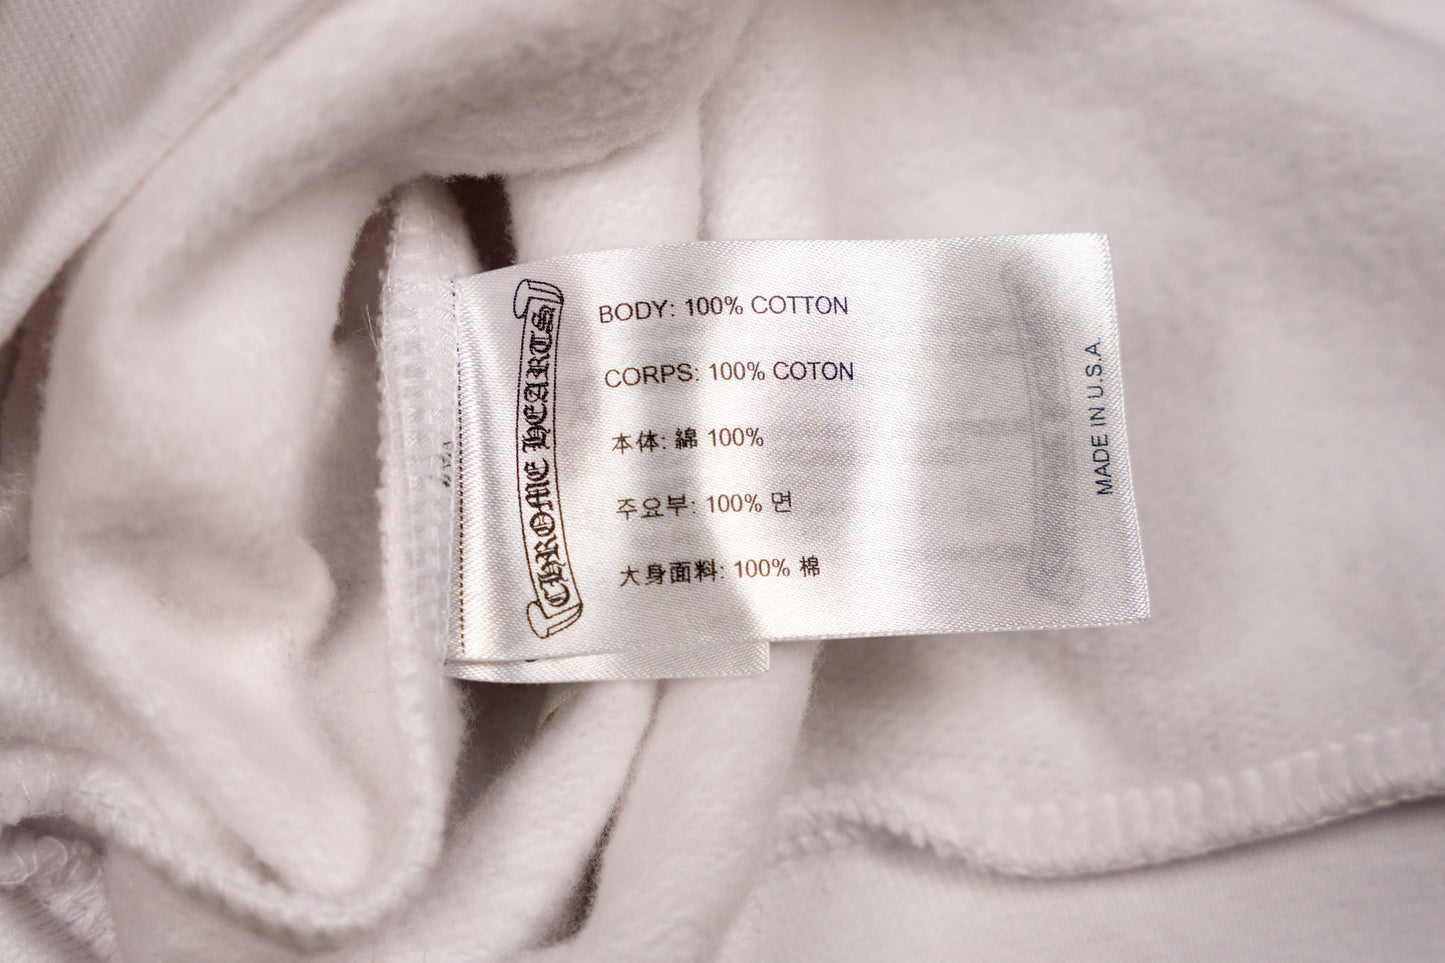 CHROME HEARTS
BODY: 100% COTTON
CORPS: 100% COTON
本体: 綿 100%
주요부: 100% 면
大身面料: 100% 棉
MADE IN U.S.A.